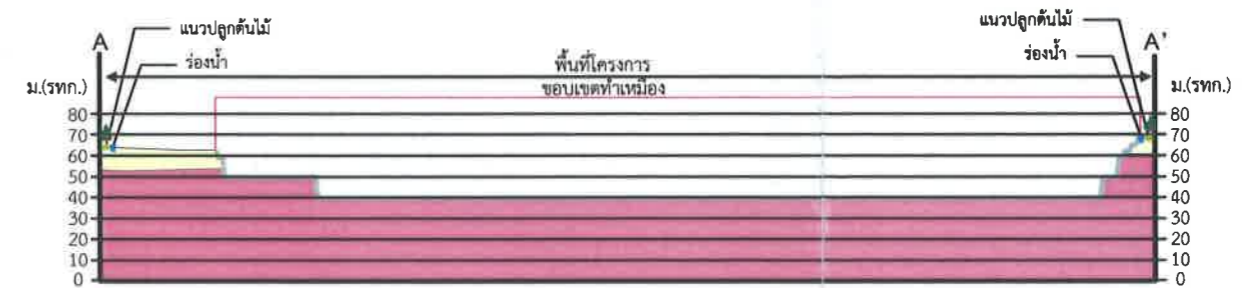 แนวปลูกต้นไม้
แนวปลูกต้นไม้
A
A'
ร่องน้ำ
ร่องน้ำ
พื้นที่โครงการ
ม.(รทก.)
ม.(รทก.)
ขอบเขตทำเหมือง
80
80
70
70
60
60
50
50
40
40
30
30
20
20
10
10
0
0